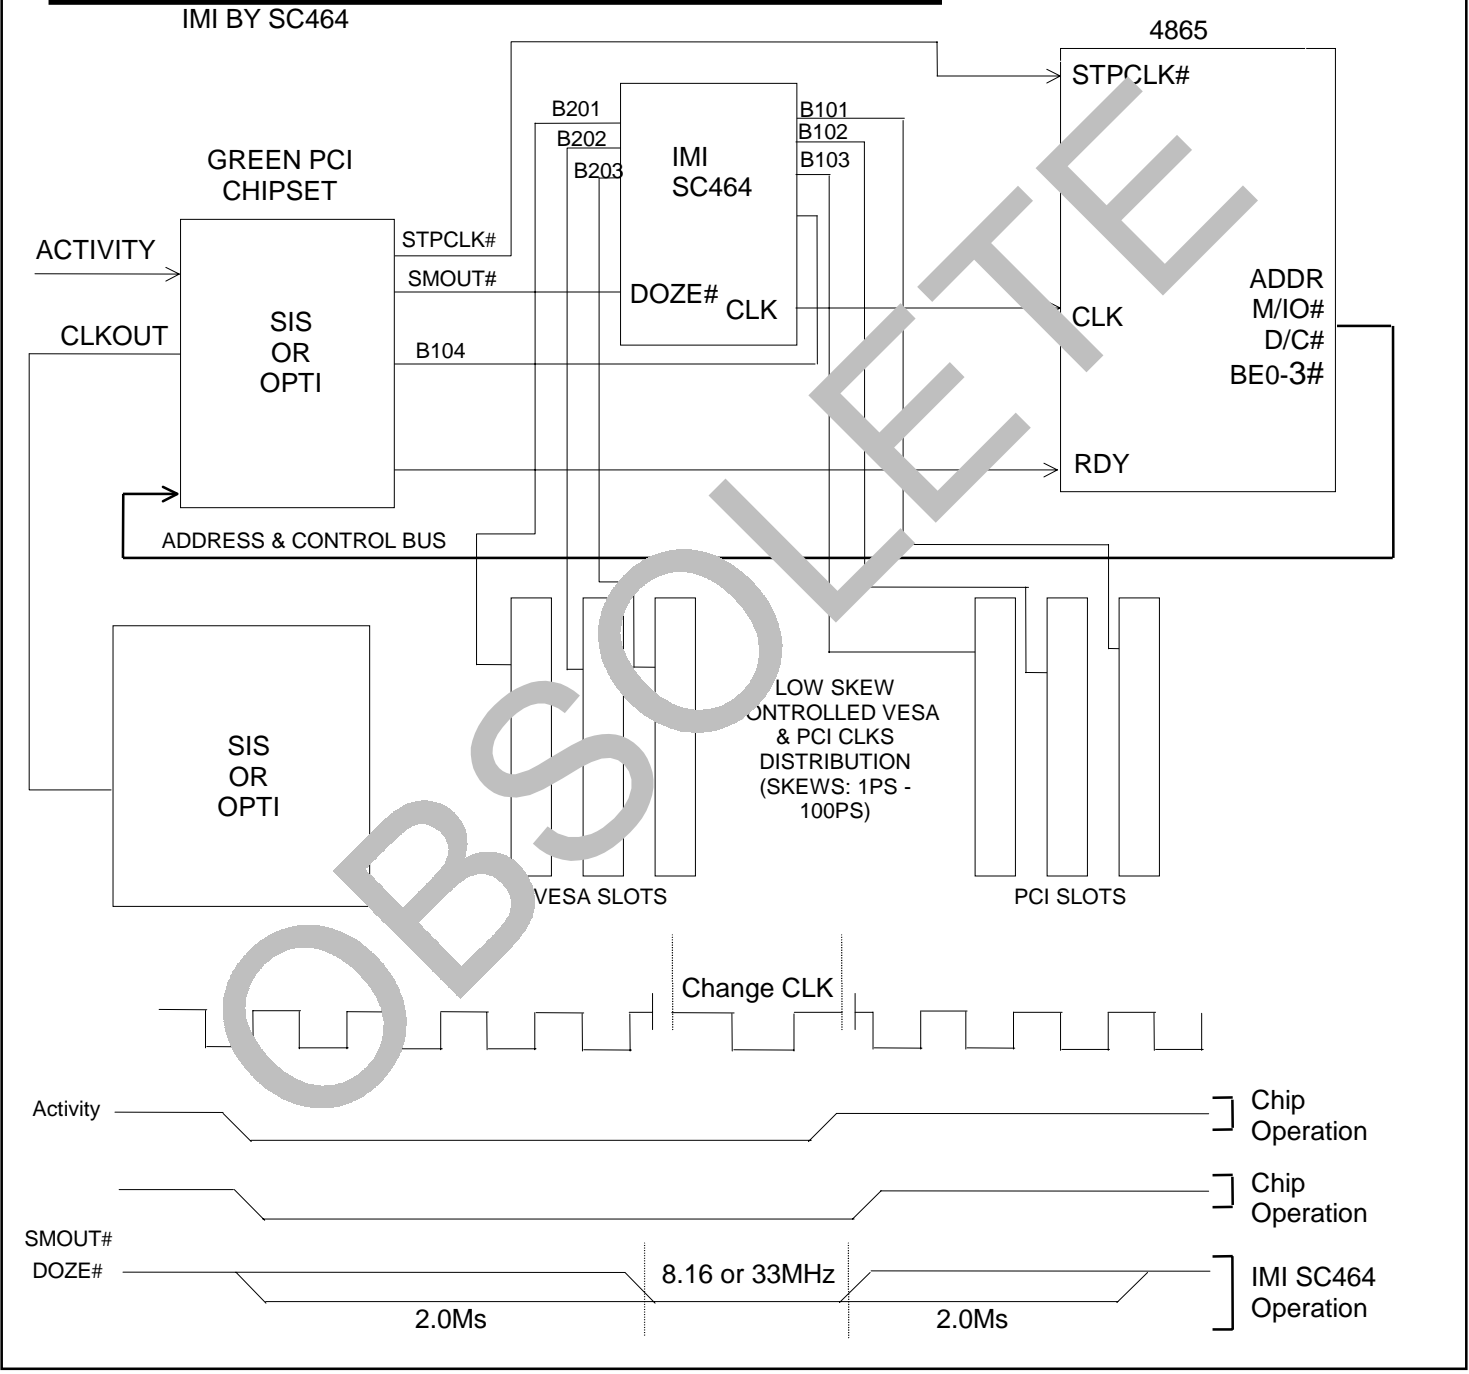 IMI BY SC464
4865
STPCLK#
B201
B202
B203
B101
B102
B103
IMI
SC464
GREEN PCI
CHIPSET
ACTIVITY
STPCLK#
SMOUT#
DOZE#
CLK
CLKOUT
SIS
OR
OPTI
B104
CLK
ADDR
M/IO#
D/C#
BE0-3#
RDY
ADDRESS & CONTROL BUS
SIS
OR
OPTI
LOW SKEW
ONTROLLED VESA
& PCI CLKS
DISTRIBUTION
(SKEWS: 1PS -
100PS)
VESA SLOTS
PCI SLOTS
OBSOLETE
Change CLK
Activity
Chip
Operation
Chip
Operation
SMOUT#
DOZE#
8.16 or 33MHz
2.0Ms
2.0Ms
IMI SC464
Operation